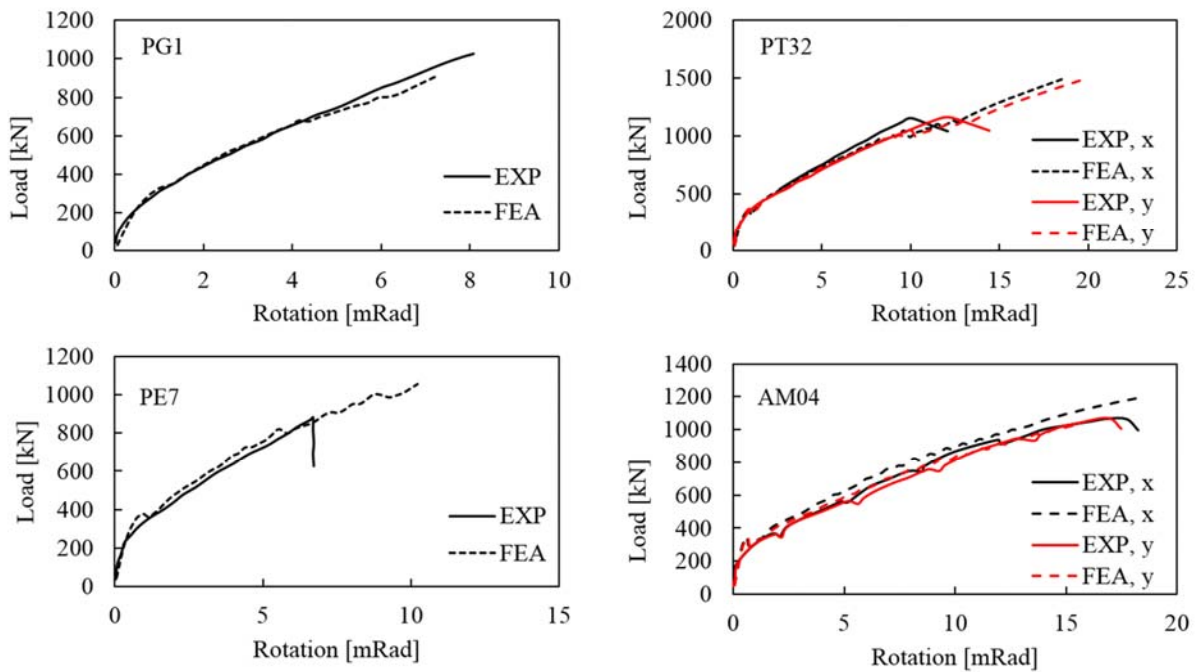 1200
1000
800
600
400
200
0
Load [kN]
PG1
EXP
FEA
0 2 4 6 8 10
Rotation [mRad]
2000
1500
1000
500
0
Load [kN]
PT32
EXP, x
FEA, x
EXP, y
FEA, y
0 5 10 15 20 25
Rotation [mRad]
1200
1000
800
600
400
200
0
Load [kN]
PE7
EXP
FEA
0 5 10 15
Rotation [mRad]
1400
1200
1000
800
600
400
200
0
Load [kN]
AM04
EXP, x
FEA, x
EXP, y
FEA, y
0 5 10 15 20
Rotation [mRad]